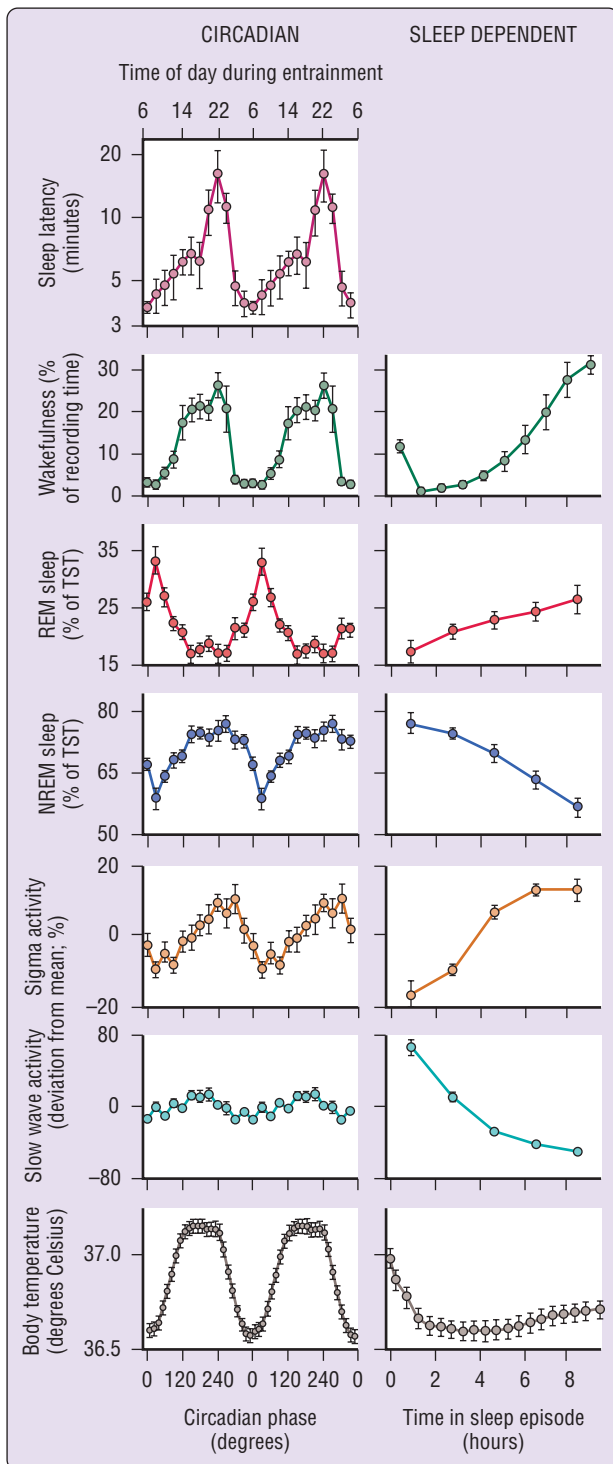 CIRCADIAN
SLEEP DEPENDENT
Time of day during entrainment
6 14 22 6 14 22 6
Sleep latency
(minutes)
20
10
5
3
Wakefulness (%
of recording time)
30
20
10
0
REM sleep
(% of TST)
35
25
15
NREM sleep
(% of TST)
80
65
50
Sigma activity
(deviation from mean; %)
20
0
−20
Slow wave activity
80
0
−80
Body temperature
(degrees Celsius)
37.0
36.5
0 120 240 0 120 240 0
Circadian phase
(degrees)
0 2 4 6 8
Time in sleep episode
(hours)